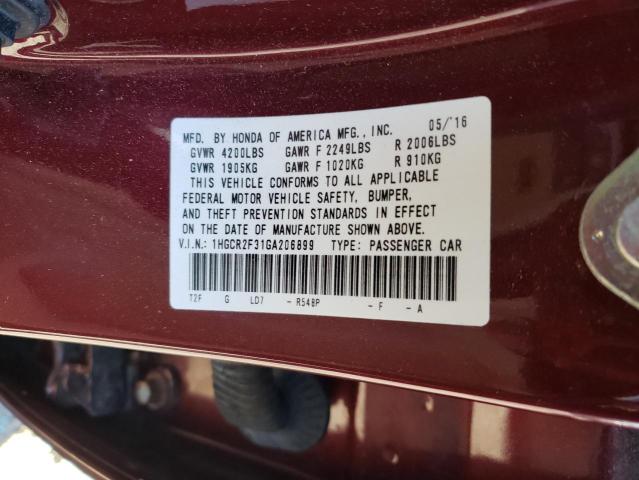 MFD. BY HONDA OF AMERICA MFG., INC. 05/'16
GVWR 4200LBS GAWR F 2249LBS R 2006LBS
GVWR 1905KG GAWR F 1020KG R 910KG
THIS VEHICLE CONFORMS TO ALL APPLICABLE
FEDERAL MOTOR VEHICLE SAFETY, BUMPER,
AND THEFT PREVENTION STANDARDS IN EFFECT
ON THE DATE OF MANUFACTURE SHOWN ABOVE.
V.I.N.: 1HGCR2F31GA206899 TYPE: PASSENGER CAR
T2F G LD7 - R548P - F - A